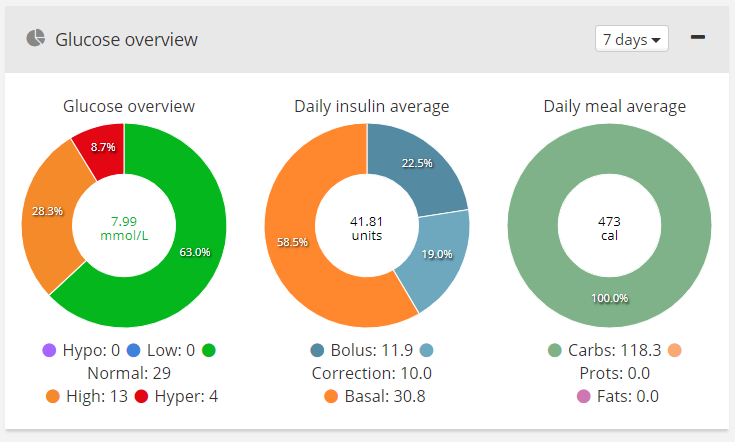 Glucose overview
7 days
Glucose overview
8.7%
28.3%
7.99
mmol/L
63.0%
Hypo: 0 Low: 0
Normal: 29
High: 13 Hyper: 4
Daily insulin average
22.5%
41.81
units
58.5%
19.0%
Bolus: 11.9
Correction: 10.0
Basal: 30.8
Daily meal average
473
cal
100.0%
Carbs: 118.3
Prots: 0.0
Fats: 0.0